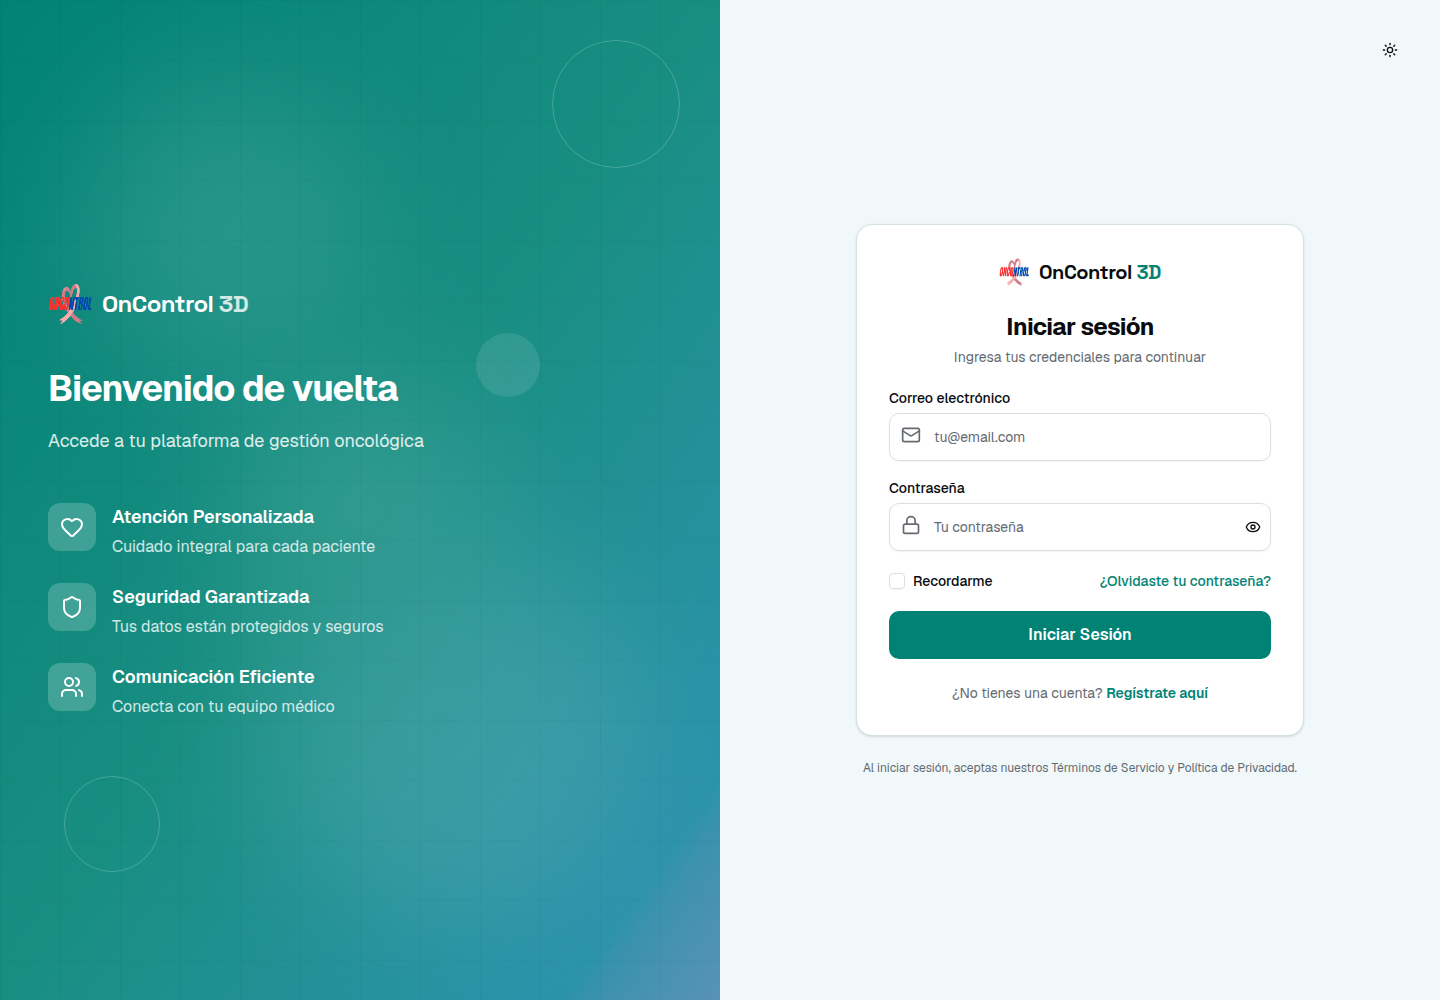 ONCONTROL
OnControl 3D
Bienvenido de vuelta
Accede a tu plataforma de gestión oncológica
Atención Personalizada
Cuidado integral para cada paciente
Seguridad Garantizada
Tus datos están protegidos y seguros
Comunicación Eficiente
Conecta con tu equipo médico
ONCONTROL
OnControl 3D
Iniciar sesión
Ingresa tus credenciales para continuar
Correo electrónico
tu@email.com
Contraseña
Tu contraseña
Recordarme
¿Olvidaste tu contraseña?
Iniciar Sesión
¿No tienes una cuenta? Regístrate aquí
Al iniciar sesión, aceptas nuestros Términos de Servicio y Política de Privacidad.